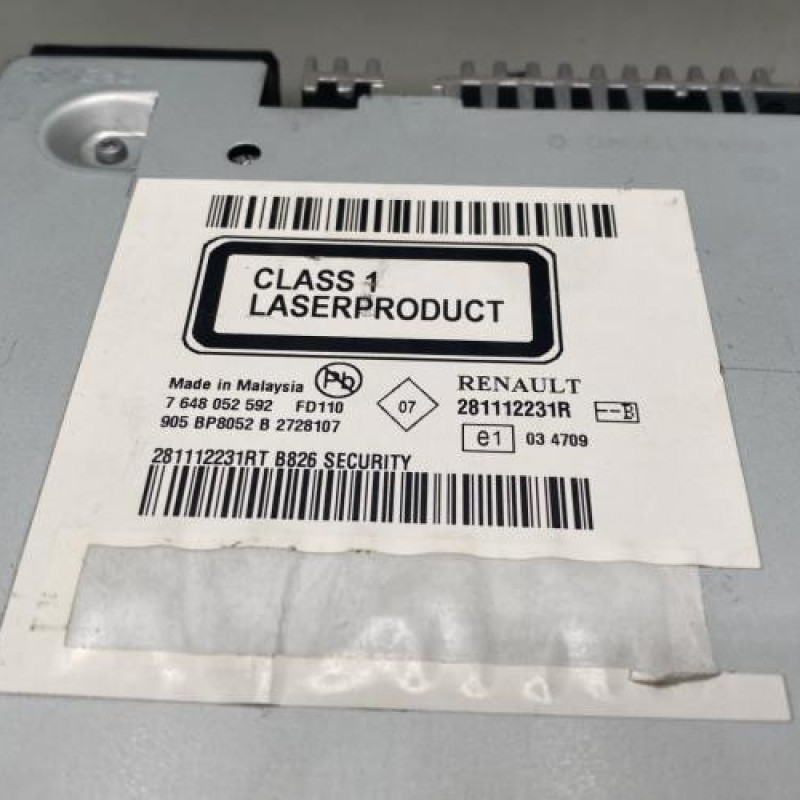 CLASS 1
LASERPRODUCT
Made in Malaysia Pb RENAULT
7 648 052 592 FD110 07 281112231R --B
905 BP8052 B 2728107 e1 03 4709
281112231RT B826 SECURITY